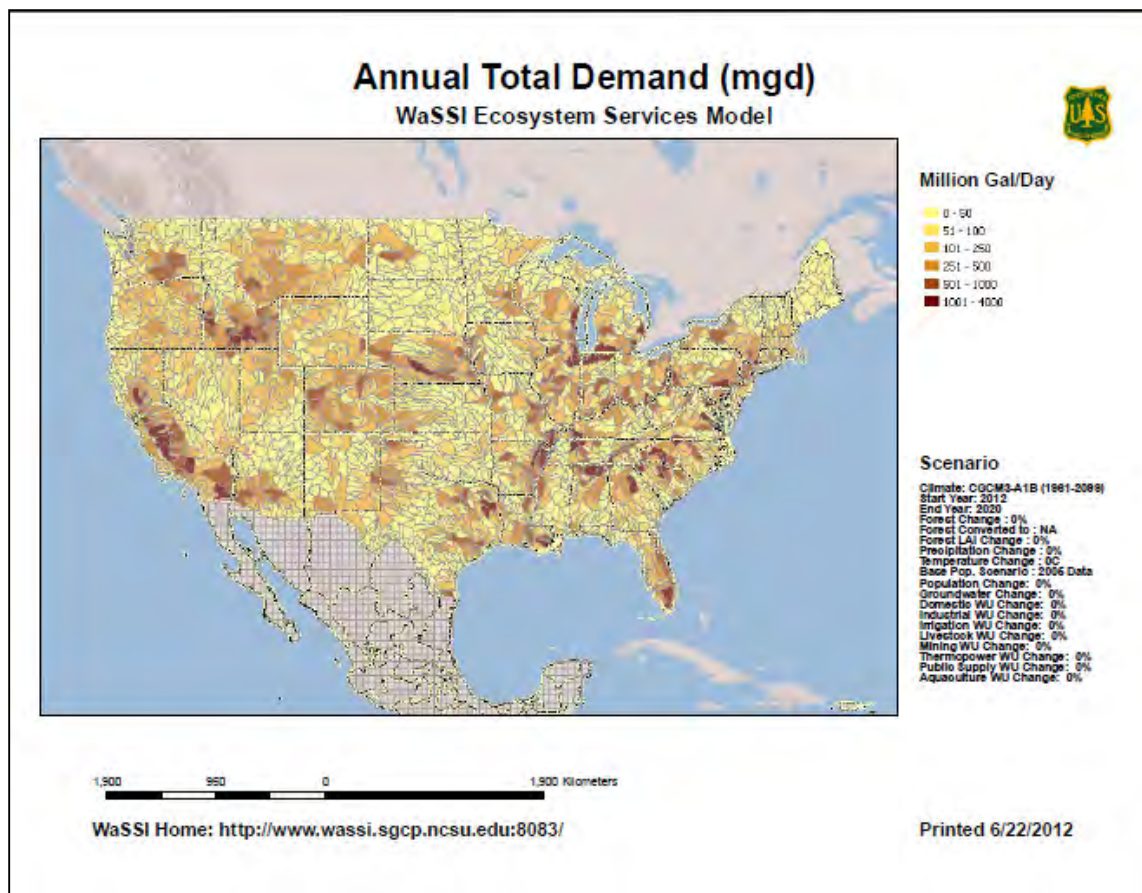 Annual Total Demand (mgd)
WaSSI Ecosystem Services Model
U S
Million Gal/Day
0 - 50
51 - 100
101 - 250
251 - 500
501 - 1000
1001 - 4000
Scenario
Climate: CGCM3-A1B (1961-2099)
Start Year: 2012
End Year: 2020
Forest Change : 0%
Forest Converted to : NA
Forest LAI Change : 0%
Precipitation Change : 0%
Temperature Change : 0C
Base Pop. Scenario : 2005 Data
Population Change: 0%
Groundwater Change: 0%
Domestic WU Change: 0%
Industrial WU Change: 0%
Irrigation WU Change: 0%
Livestock WU Change: 0%
Mining WU Change: 0%
Thermopower WU Change: 0%
Public Supply WU Change: 0%
Aquaculture WU Change: 0%
1,900 950 0 1,900 Kilometers
WaSSI Home: http://www.wassi.sgcp.ncsu.edu:8083/
Printed 6/22/2012